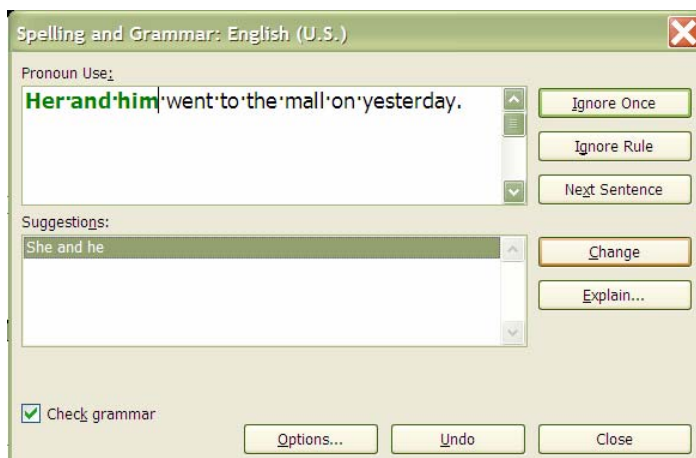 Spelling and Grammar: English (U.S.)
Pronoun Use:
Her·and·him·went·to·the·mall·on·yesterday.
Ignore Once
Ignore Rule
Next Sentence
Suggestions:
She and he
Change
Explain...
Check grammar
Options...
Undo
Close